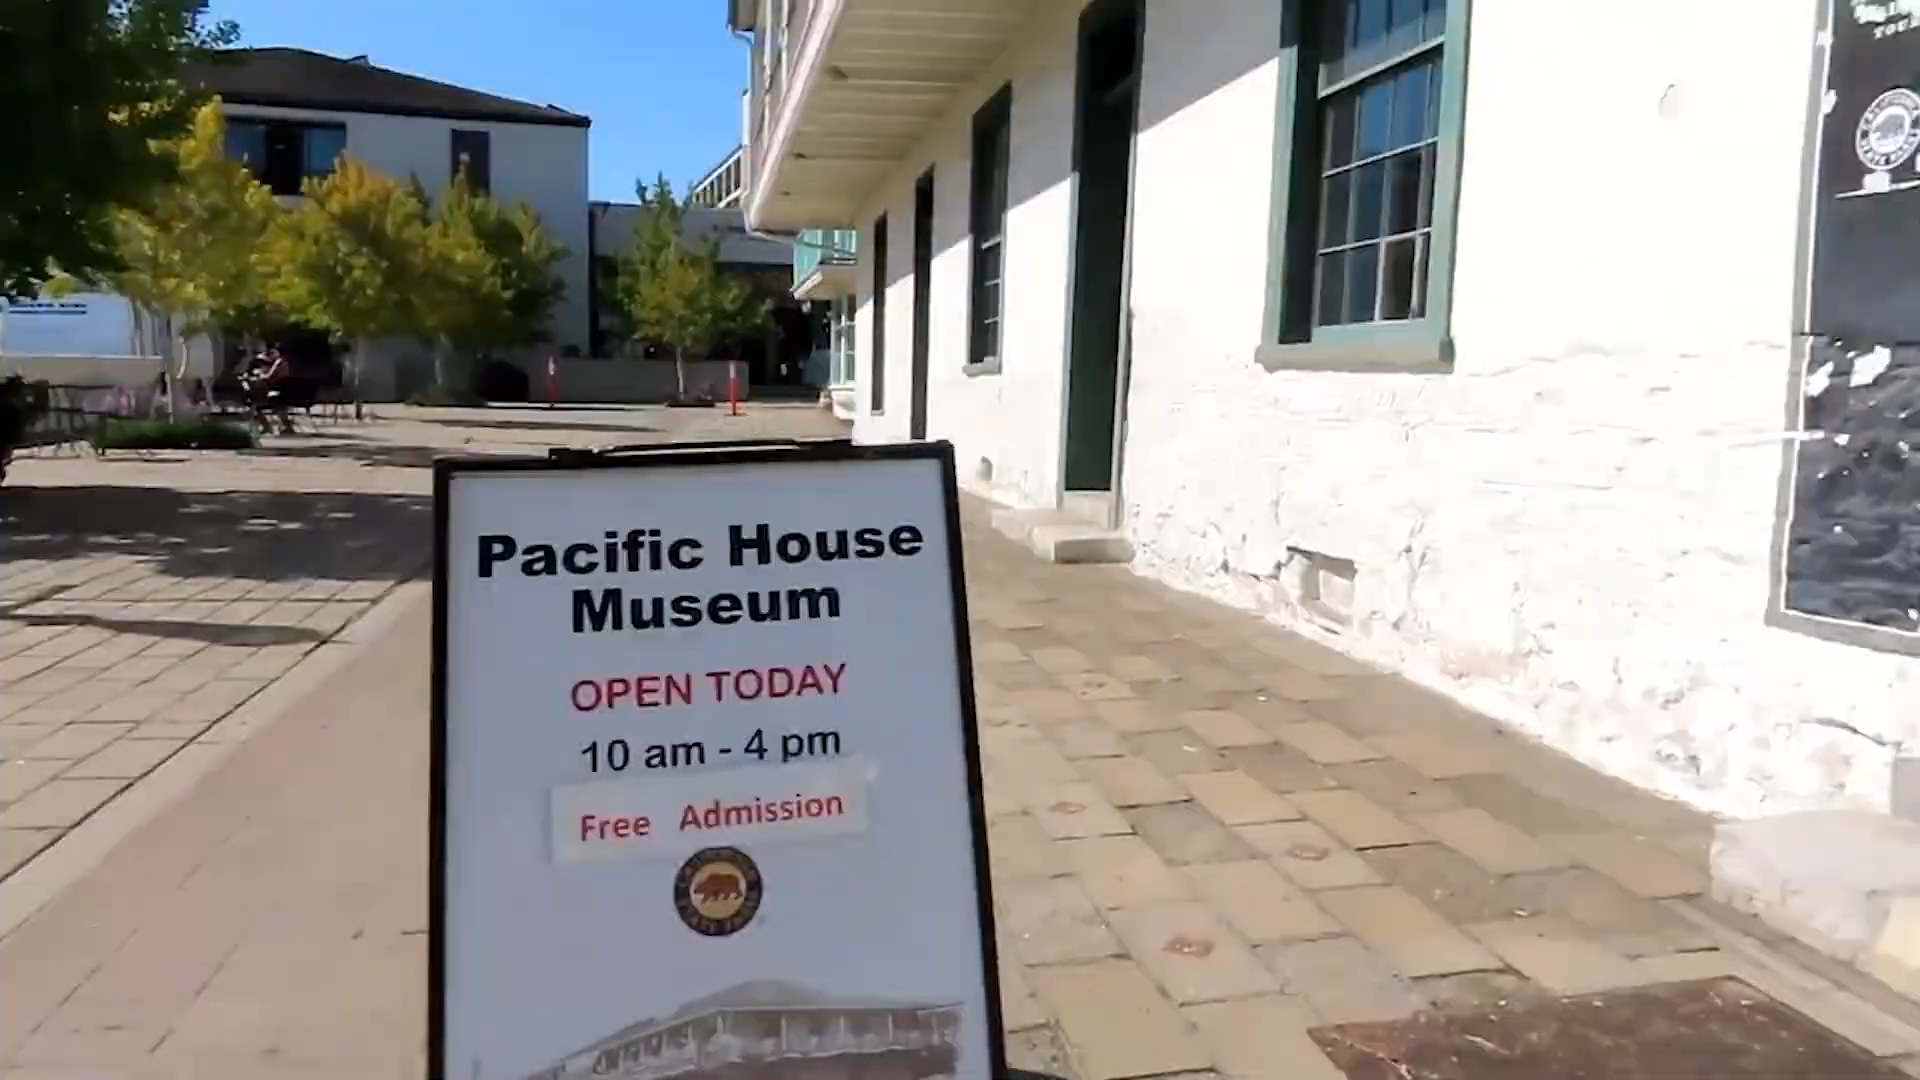 Pacific House
Museum
OPEN TODAY
10 am - 4 pm
Free Admission